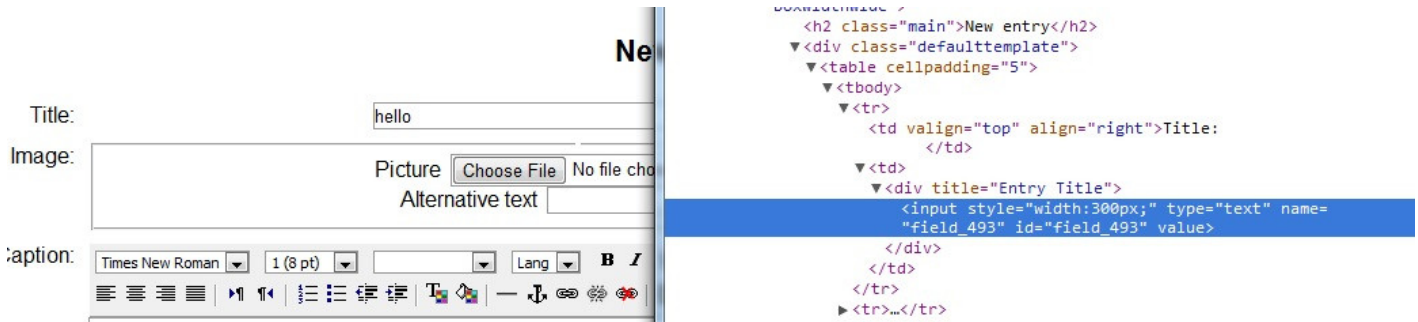 New
Title:
hello
Image:
Picture Choose File No file cho
Alternative text
Caption:
Times New Roman 1 (8 pt) Lang B I
<h2 class="main">New entry</h2>
▼<div class="defaulttemplate">
▼<table cellpadding="5">
▼<tbody>
▼<tr>
<td valign="top" align="right">Title:
</td>
▼<td>
▼<div title="Entry Title">
<input style="width:300px;" type="text" name=
"field_493" id="field_493" value>
</div>
</td>
</tr>
▶<tr>…</tr>